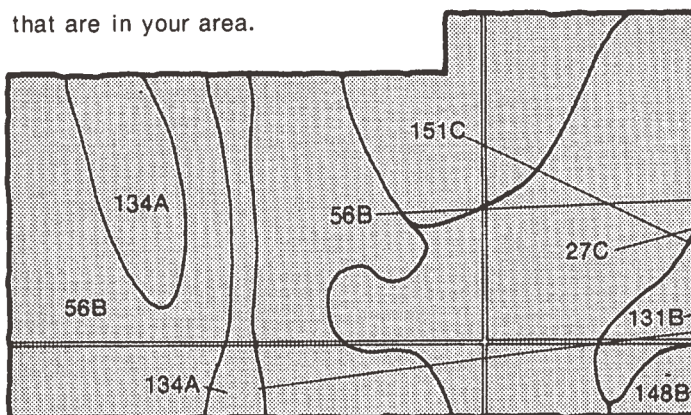 that are in your area.
151C
134A
56B
27C
56B
131B
134A
148B